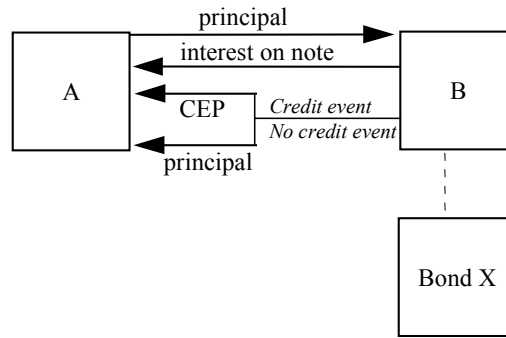 principal
interest on note
A
B
CEP
Credit event
No credit event
principal
Bond X